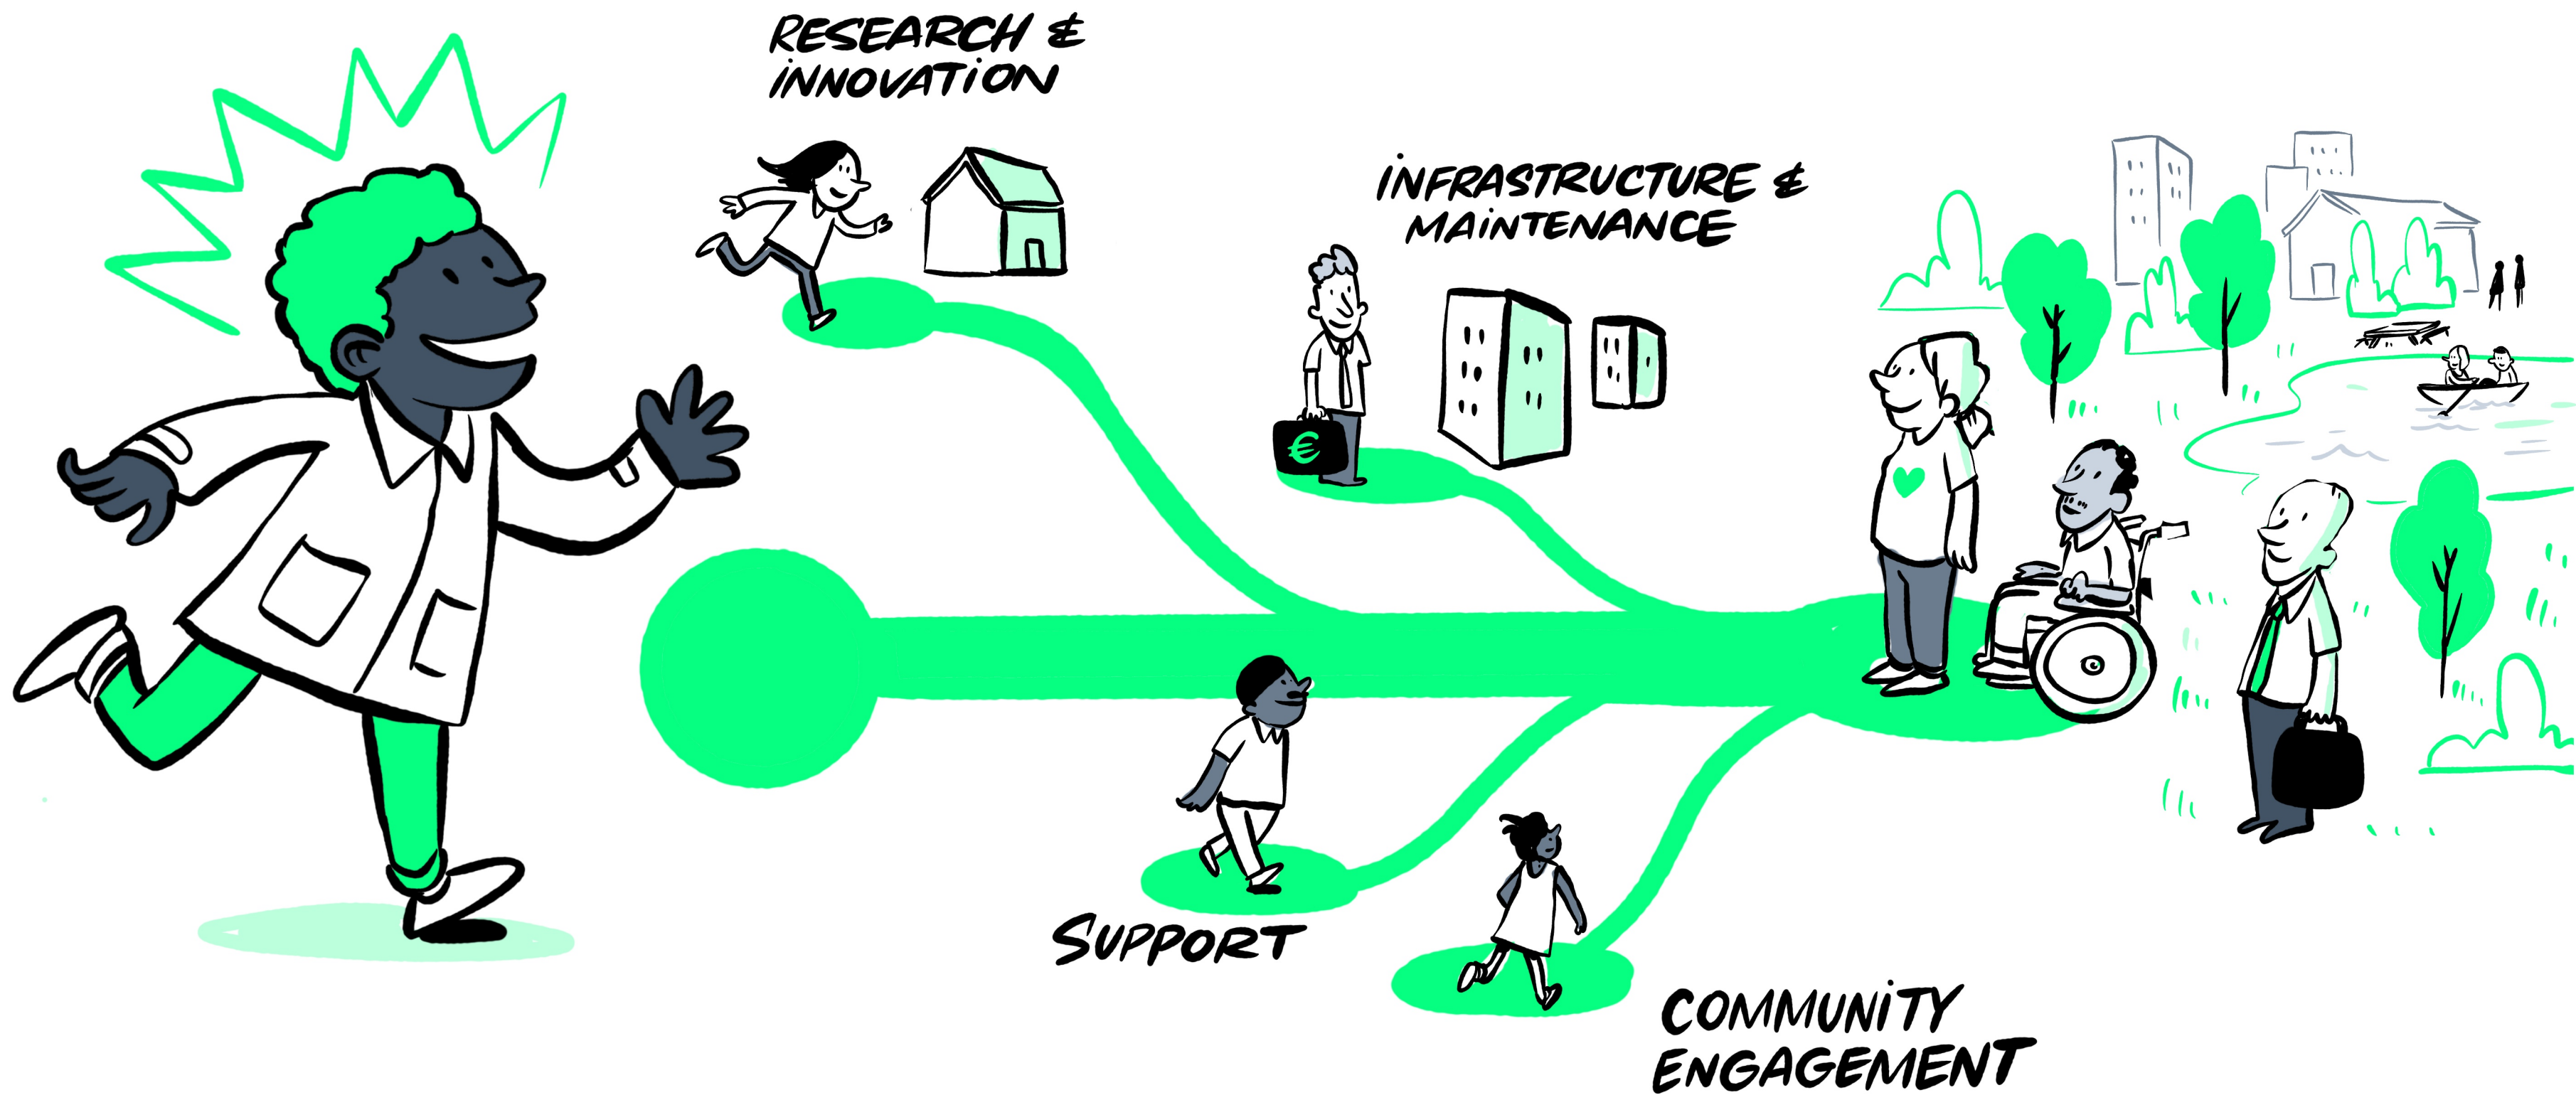 RESEARCH &
INNOVATION
INFRASTRUCTURE &
MAINTENANCE
€
SUPPORT
COMMUNITY
ENGAGEMENT